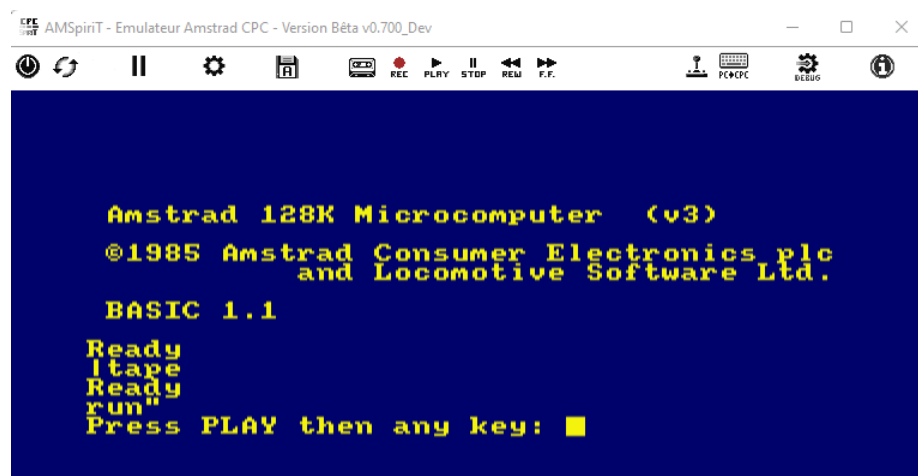 CPC
SPIRIT
AMSpiriT - Emulateur Amstrad CPC - Version Bêta v0.700_Dev
A
REC PLAY STOP REW F.F.
PC CPC
DEBUG
Amstrad 128K Microcomputer (v3)
©1985 Amstrad Consumer Electronics plc
and Locomotive Software Ltd.
BASIC 1.1
Ready
|tape
Ready
run"
Press PLAY then any key: